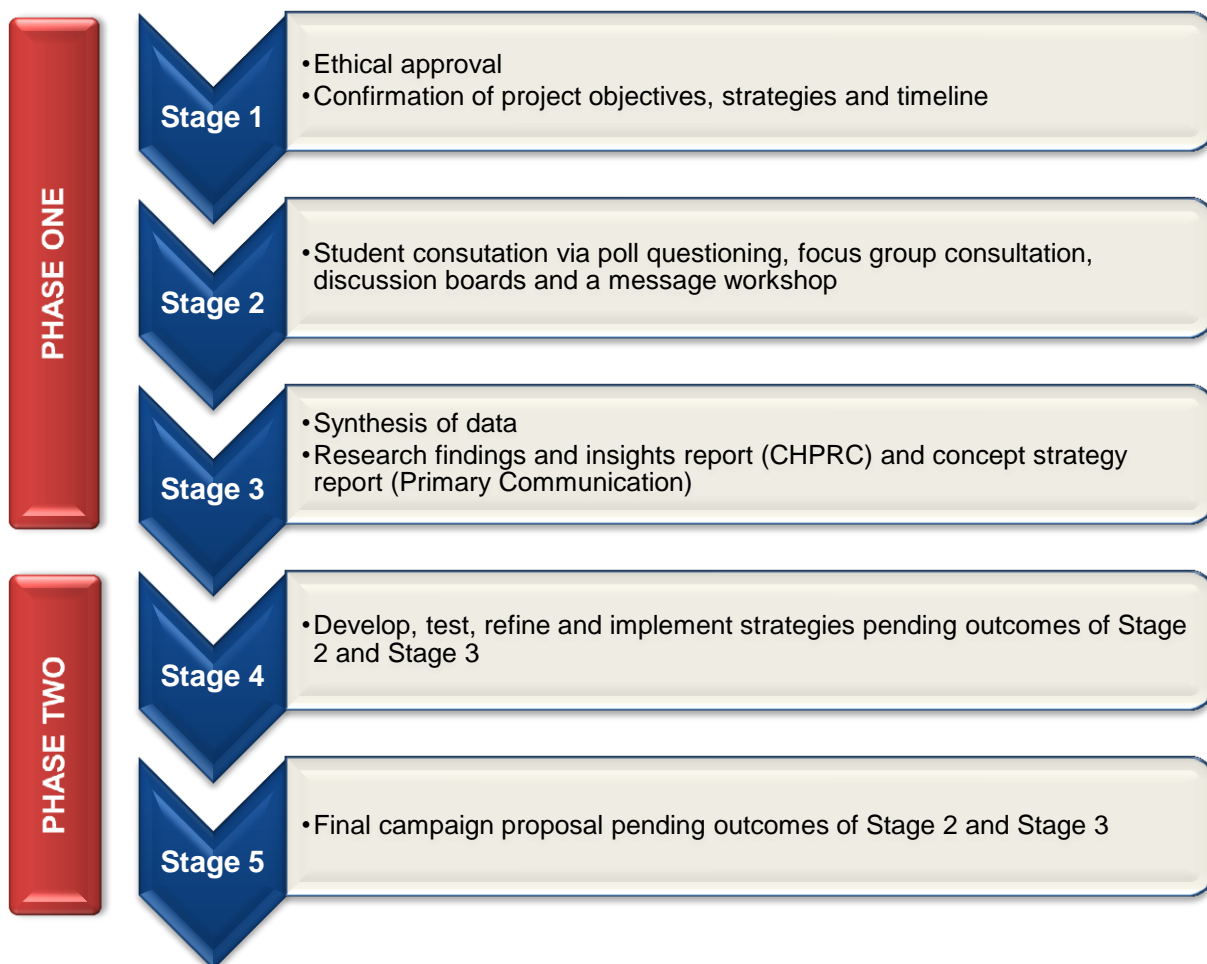 PHASE ONE
Stage 1
•Ethical approval
•Confirmation of project objectives, strategies and timeline
Stage 2
•Student consutation via poll questioning, focus group consultation,
discussion boards and a message workshop
Stage 3
•Synthesis of data
•Research findings and insights report (CHPRC) and concept strategy
report (Primary Communication)
PHASE TWO
Stage 4
•Develop, test, refine and implement strategies pending outcomes of Stage
2 and Stage 3
Stage 5
•Final campaign proposal pending outcomes of Stage 2 and Stage 3